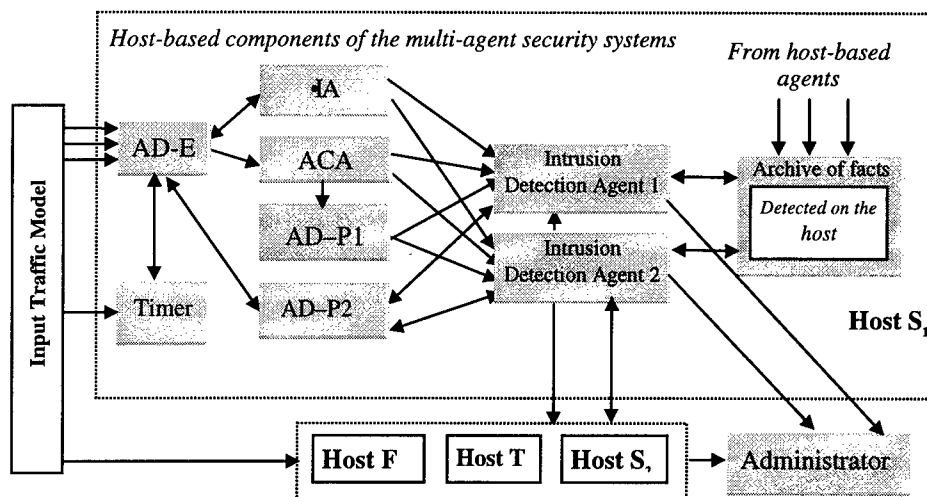 Host-based components of the multi-agent security systems
From host-based
agents
IA
AD-E
ACA
Intrusion
Detection Agent 1
Archive of facts
Detected on the
host
AD–P1
Intrusion
Detection Agent 2
Input Traffic Model
Timer
AD–P2
Host S1
Host F
Host T
Host S
Administrator